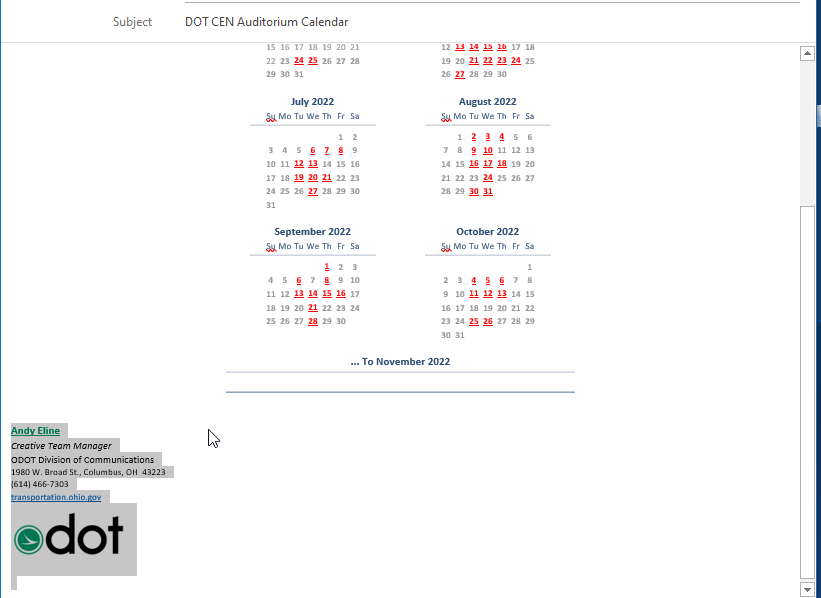 Subject DOT CEN Auditorium Calendar
15 16 17 18 19 20 21 12 13 14 15 16 17 18
22 23 24 25 26 27 28 19 20 21 22 23 24 25
29 30 31 26 27 28 29 30
July 2022 August 2022
Su Mo Tu We Th Fr Sa Su Mo Tu We Th Fr Sa
1 2 1 2 3 4 5 6
3 4 5 6 7 8 9 7 8 9 10 11 12 13
10 11 12 13 14 15 16 14 15 16 17 18 19 20
17 18 19 20 21 22 23 21 22 23 24 25 26 27
24 25 26 27 28 29 30 28 29 30 31
31
September 2022 October 2022
Su Mo Tu We Th Fr Sa Su Mo Tu We Th Fr Sa
1 2 3 1
4 5 6 7 8 9 10 2 3 4 5 6 7 8
11 12 13 14 15 16 17 9 10 11 12 13 14 15
18 19 20 21 22 23 24 16 17 18 19 20 21 22
25 26 27 28 29 30 23 24 25 26 27 28 29
30 31
... To November 2022
Andy Eline
Creative Team Manager
ODOT Division of Communications
1980 W. Broad St., Columbus, OH 43223
(614) 466-7303
transportation.ohio.gov
odot